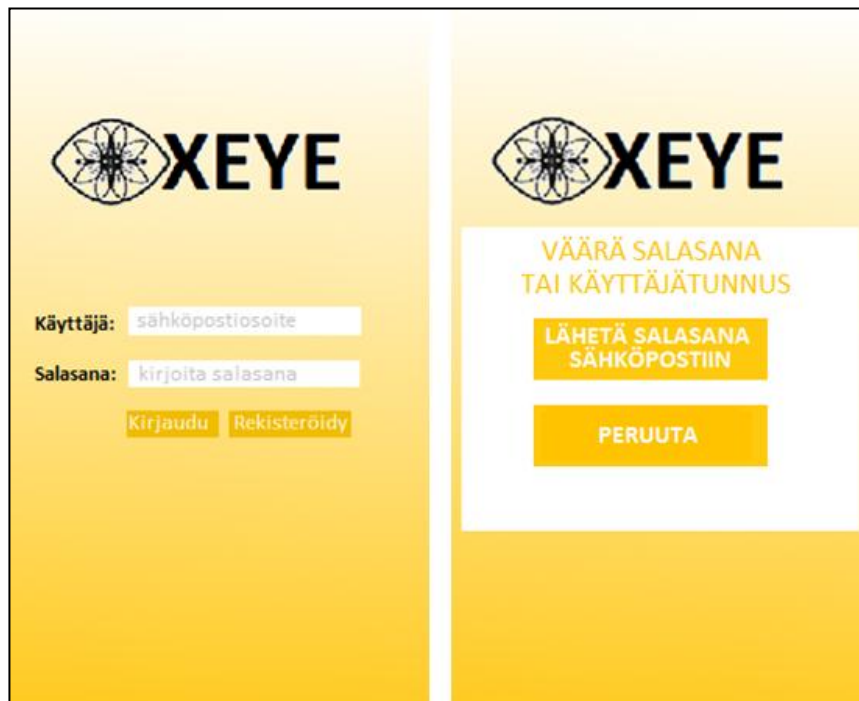 XEYE
Käyttäjä: sähköpostiosoite
Salasana: kirjoita salasana
Kirjaudu Rekisteröidy
XEYE
VÄÄRÄ SALASANA
TAI KÄYTTÄJÄTUNNUS
LÄHETÄ SALASANA
SÄHKÖPOSTIIN
PERUUTA